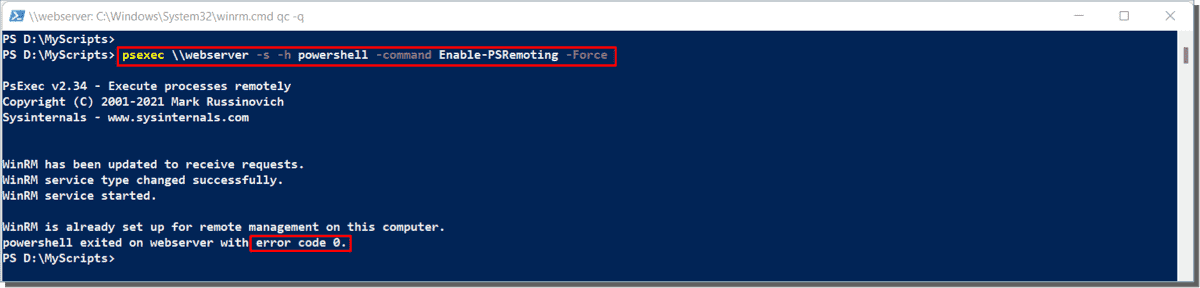 \\webserver: C:\Windows\System32\winrm.cmd qc -q
PS D:\MyScripts>
PS D:\MyScripts> psexec \\webserver -s -h powershell -command Enable-PSRemoting -Force
PsExec v2.34 - Execute processes remotely
Copyright (C) 2001-2021 Mark Russinovich
Sysinternals - www.sysinternals.com
WinRM has been updated to receive requests.
WinRM service type changed successfully.
WinRM service started.
WinRM is already set up for remote management on this computer.
powershell exited on webserver with error code 0.
PS D:\MyScripts>